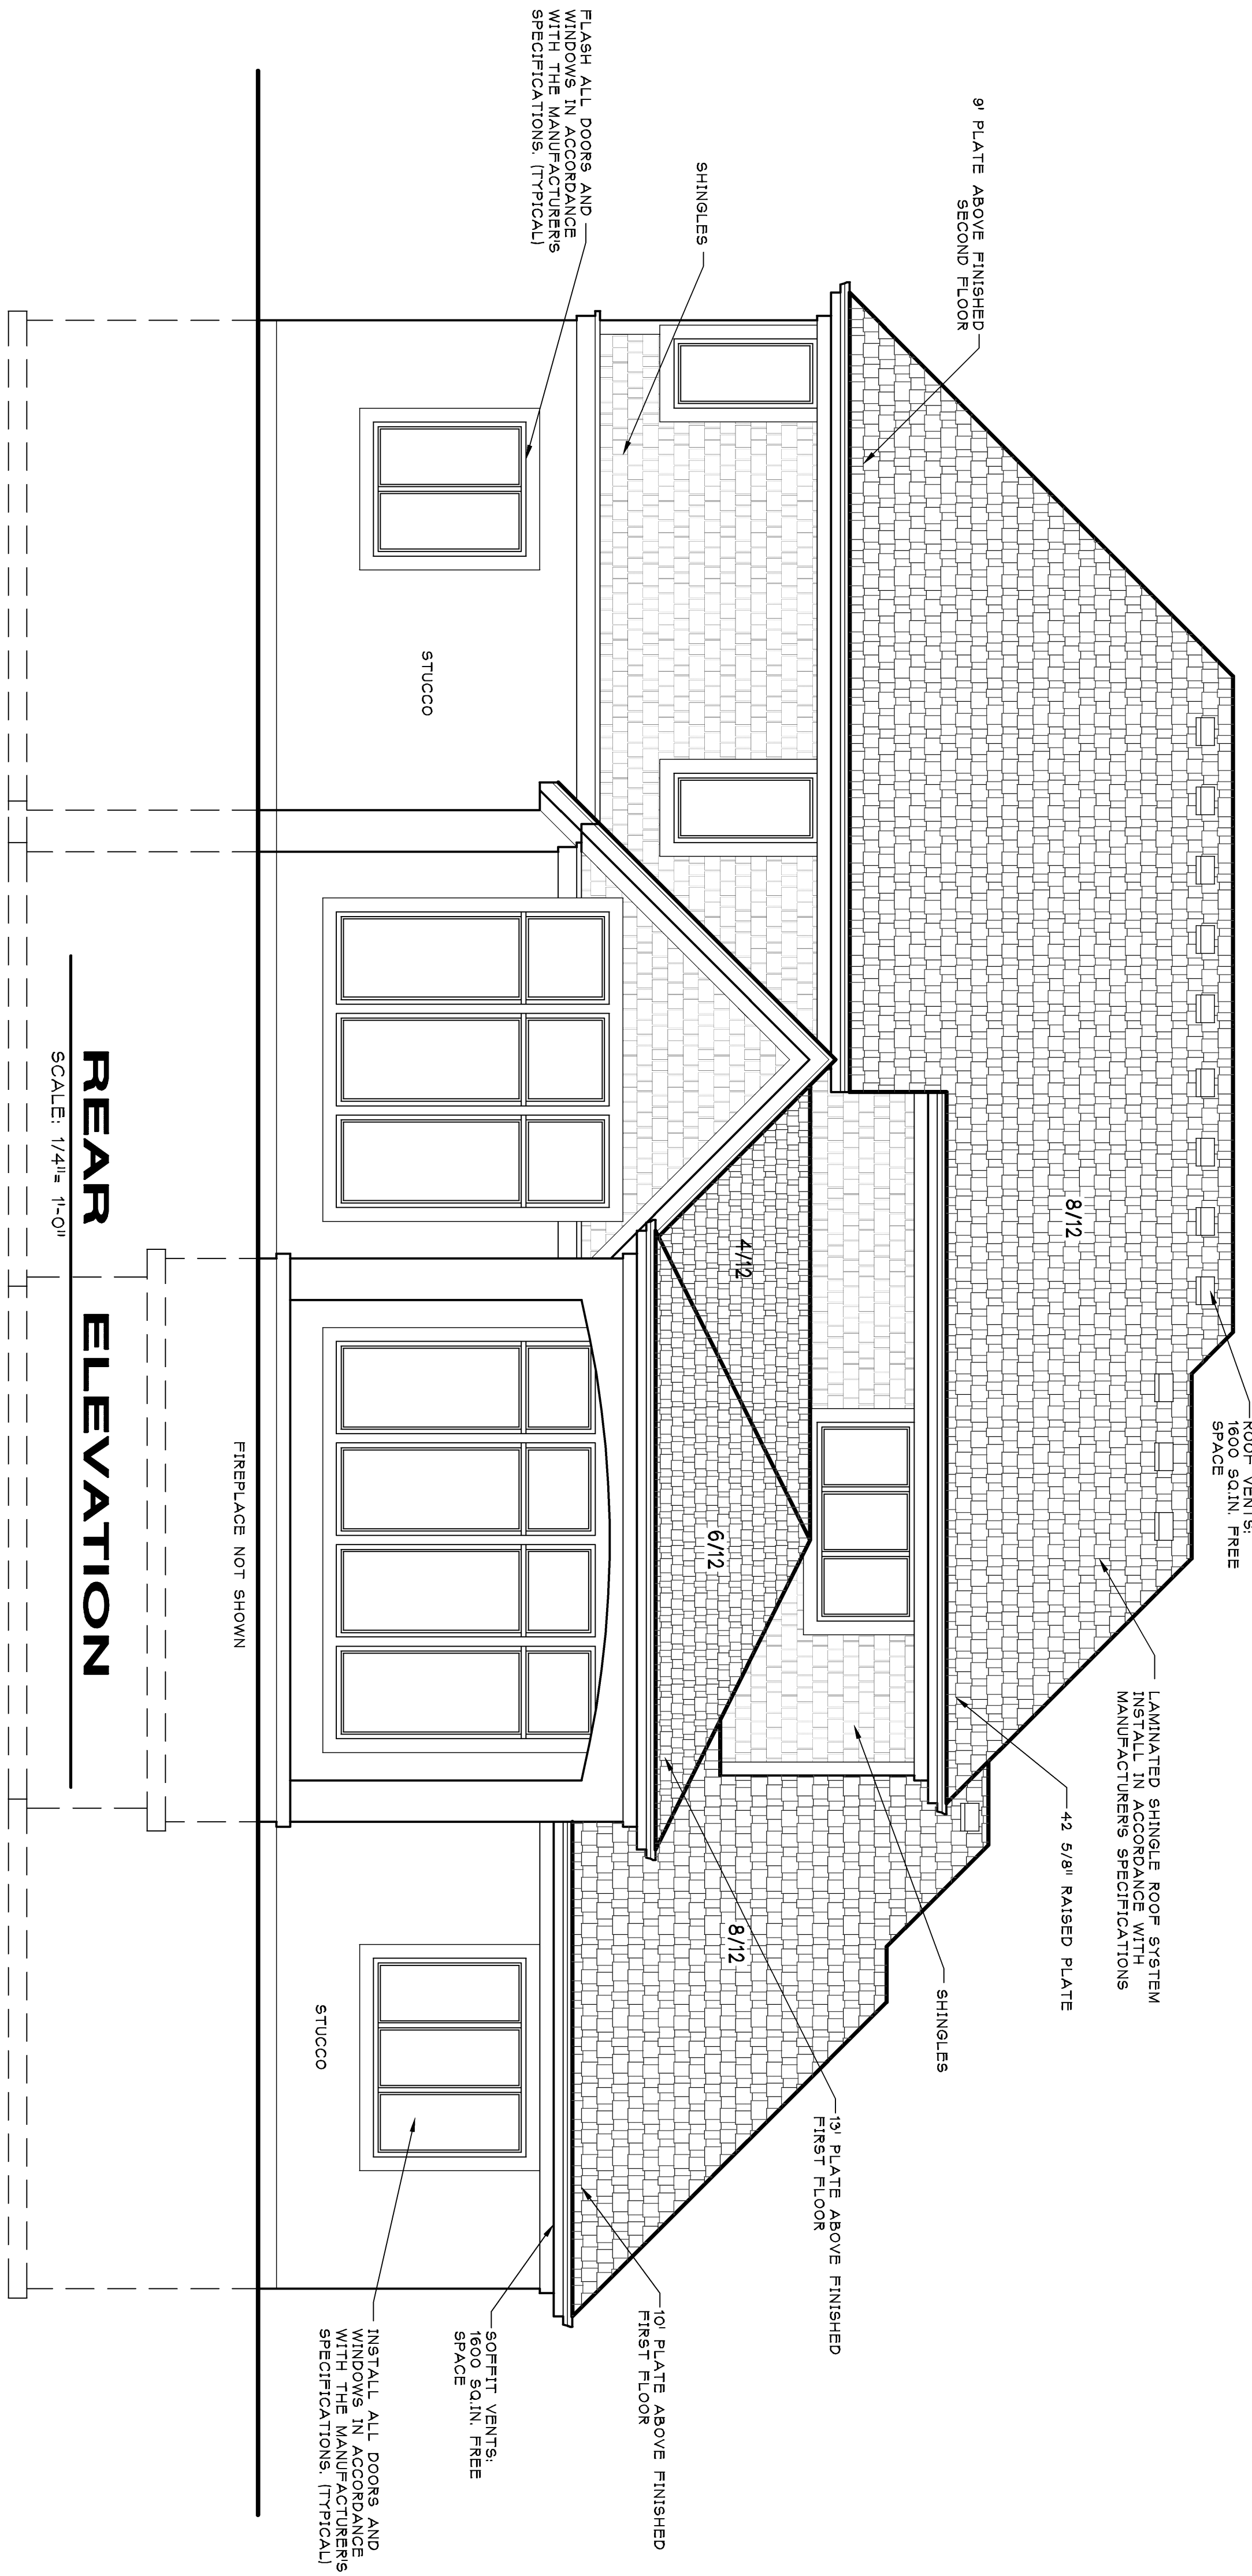 ROOF VENTS:
1600 SQ.IN. FREE
SPACE
LAMINATED SHINGLE ROOF SYSTEM
INSTALL IN ACCORDANCE WITH
MANUFACTURER'S SPECIFICATIONS
9' PLATE ABOVE FINISHED
SECOND FLOOR
8/12
42 5/8" RAISED PLATE
SHINGLES
SHINGLES
4/12
6/12
8/12
13' PLATE ABOVE FINISHED
FIRST FLOOR
10' PLATE ABOVE FINISHED
FIRST FLOOR
FLASH ALL DOORS AND
WINDOWS IN ACCORDANCE
WITH THE MANUFACTURER'S
SPECIFICATIONS. (TYPICAL)
SOFFIT VENTS:
1600 SQ.IN. FREE
SPACE
STUCCO
STUCCO
INSTALL ALL DOORS AND
WINDOWS IN ACCORDANCE
WITH THE MANUFACTURER'S
SPECIFICATIONS. (TYPICAL)
FIREPLACE NOT SHOWN
REAR ELEVATION
SCALE: 1/4"= 1'-0"